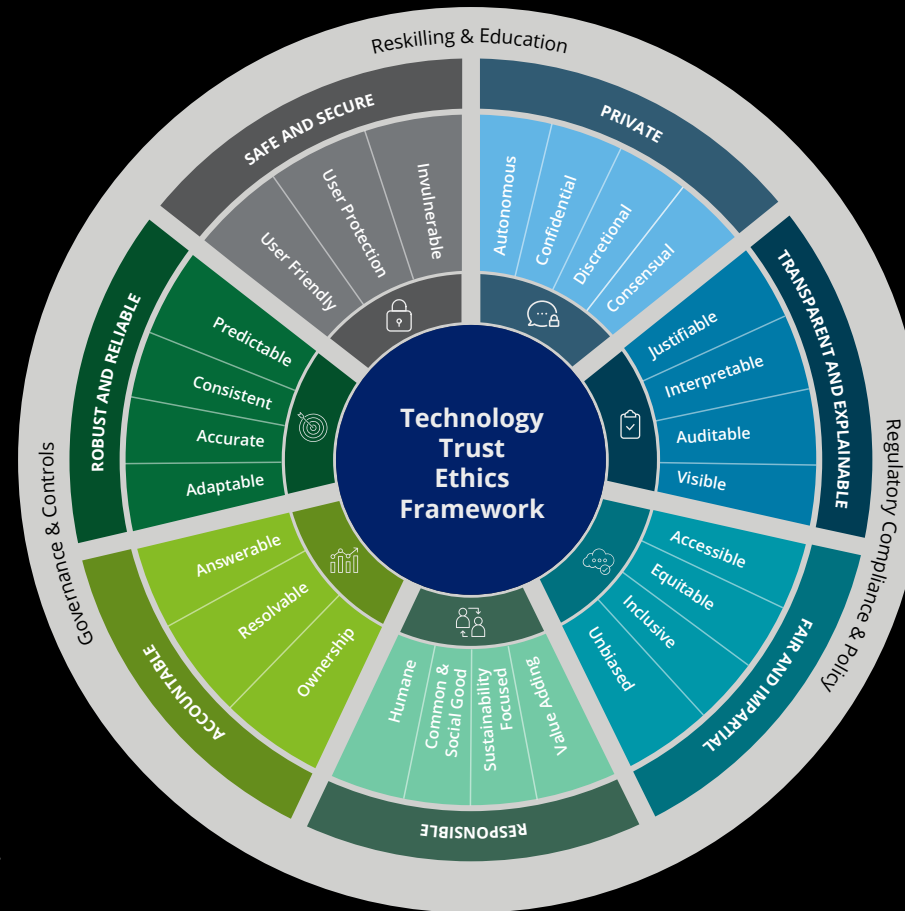 Reskilling & Education
Regulatory Compliance & Policy
Governance & Controls
Technology
Trust
Ethics
Framework
SAFE AND SECURE
User Friendly
User Protection
Invulnerable
PRIVATE
Autonomous
Confidential
Discretional
Consensual
TRANSPARENT AND EXPLAINABLE
Justifiable
Interpretable
Auditable
Visible
FAIR AND IMPARTIAL
Accessible
Equitable
Inclusive
Unbiased
RESPONSIBLE
Humane
Common &
Social Good
Sustainability
Focused
Value Adding
ACCOUNTABLE
Answerable
Resolvable
Ownership
ROBUST AND RELIABLE
Predictable
Consistent
Accurate
Adaptable